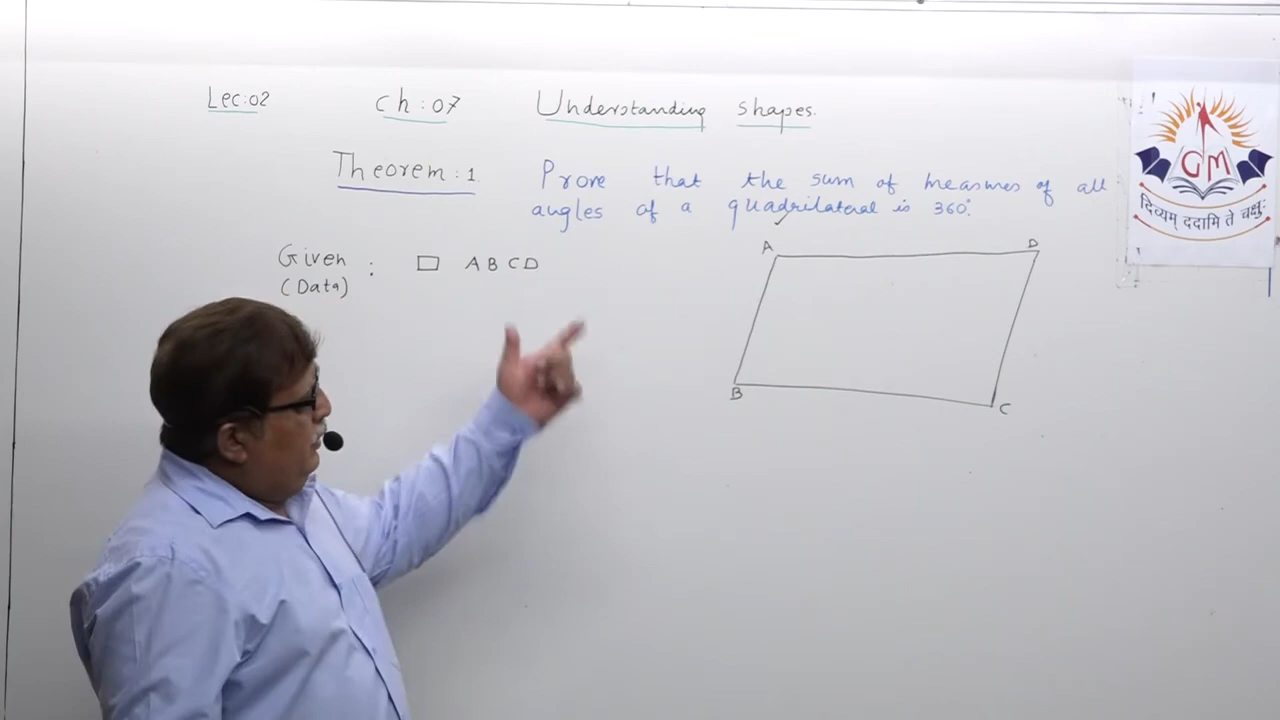 Lec:02 Ch:07 Understanding shapes.
Theorem:1. Prove that the sum of measures of all
angles of a quadrilateral is 360°.
Given : □ A B C D
(Data)
A D
B C
GM
दिव्यम् ददामि ते चक्षुः